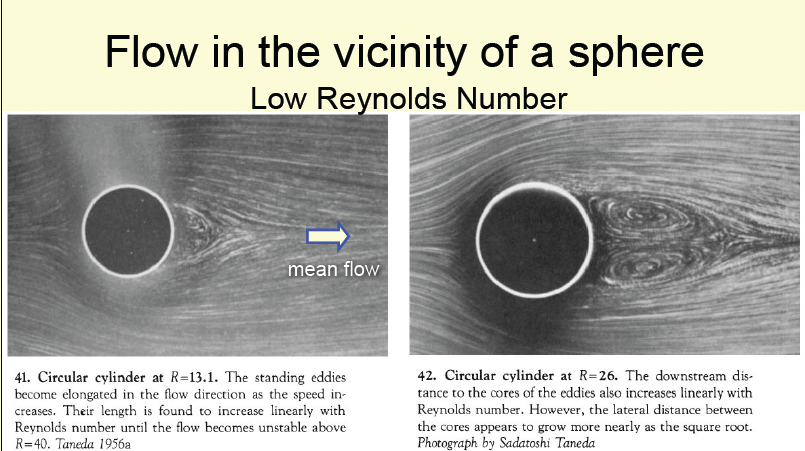 Flow in the vicinity of a sphere
Low Reynolds Number
mean flow
41. Circular cylinder at R=13.1. The standing eddies
become elongated in the flow direction as the speed in-
creases. Their length is found to increase linearly with
Reynolds number until the flow becomes unstable above
R=40. Taneda 1956a
42. Circular cylinder at R=26. The downstream dis-
tance to the cores of the eddies also increases linearly with
Reynolds number. However, the lateral distance between
the cores appears to grow more nearly as the square root.
Photograph by Sadatoshi Taneda